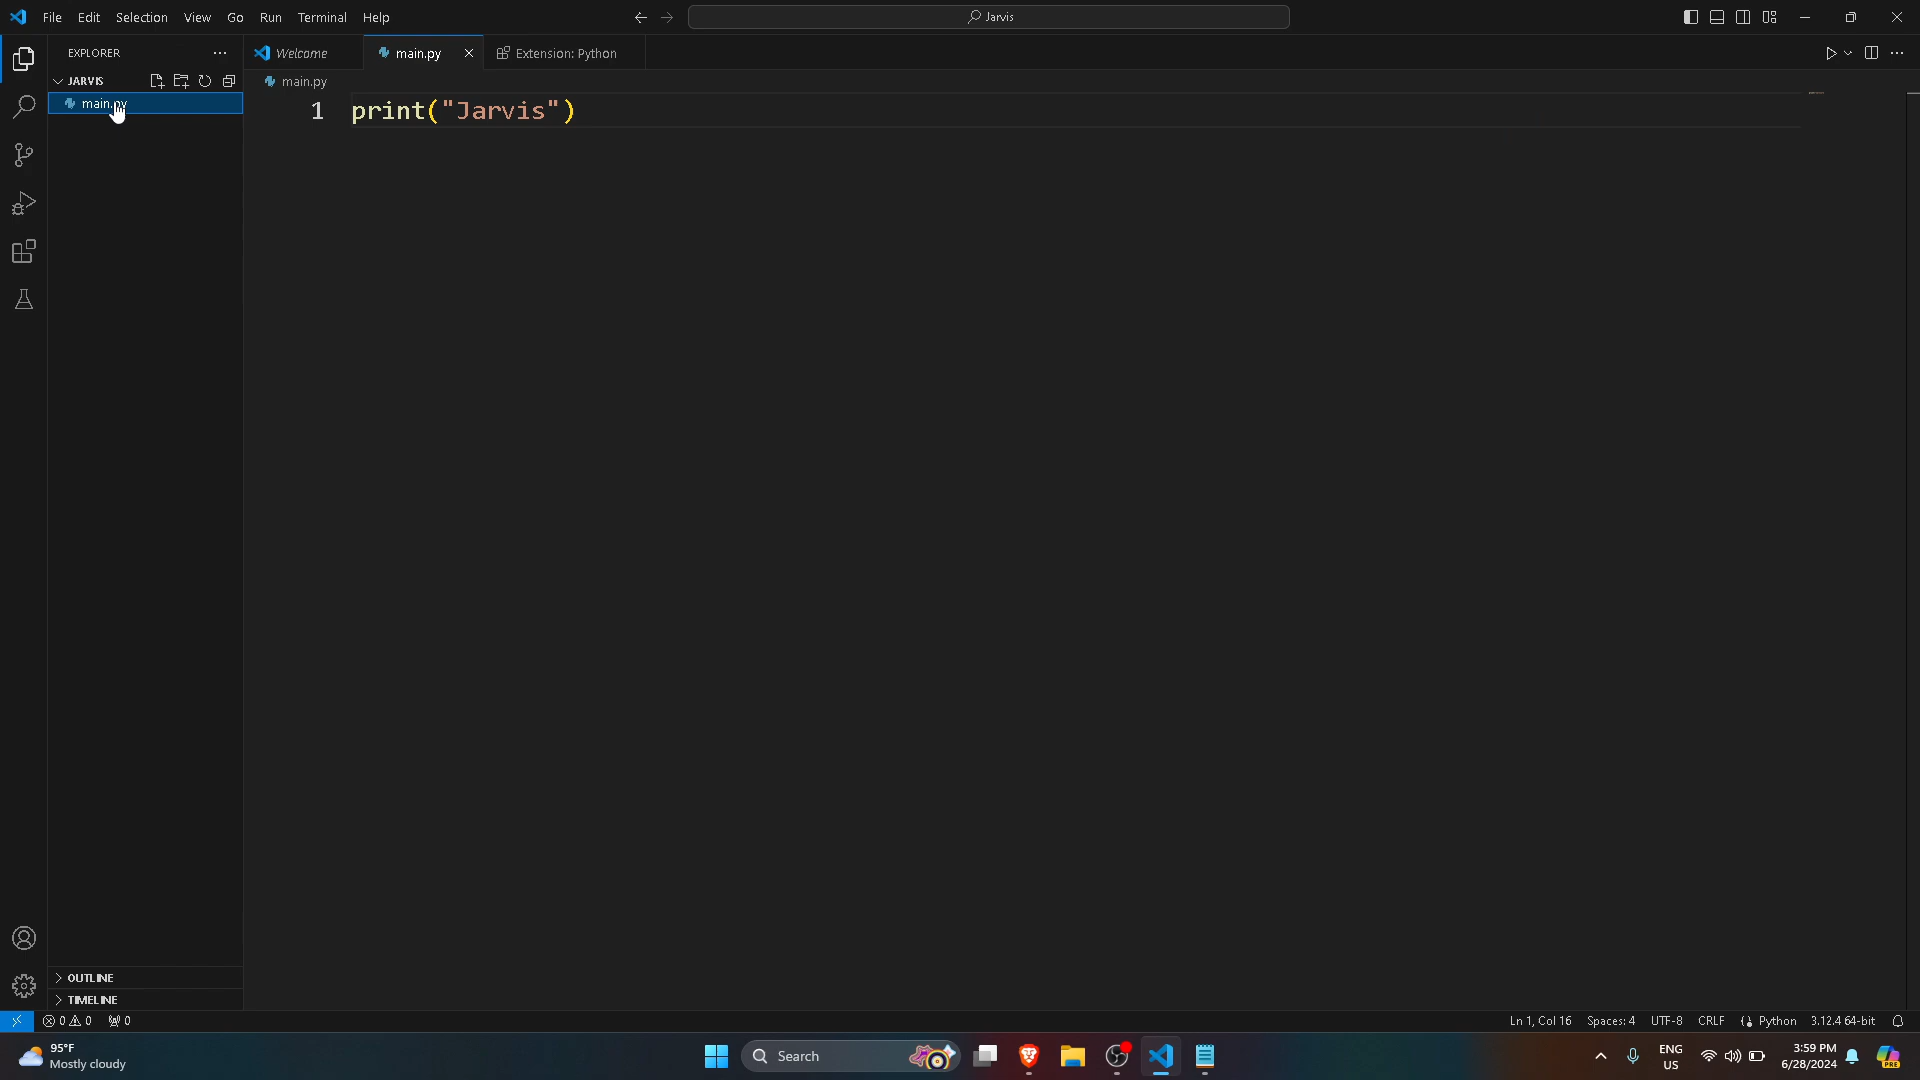 File Edit Selection View Go Run Terminal Help
Jarvis
EXPLORER
Welcome
main.py
Extension: Python
JARVIS
main.py
main.py
1 print("Jarvis")
OUTLINE
TIMELINE
0 0 0
Ln 1, Col 16 Spaces: 4 UTF-8 CRLF Python 3.12.4 64-bit
95°F
Mostly cloudy
Search
ENG
US
3:59 PM
6/28/2024
PRE